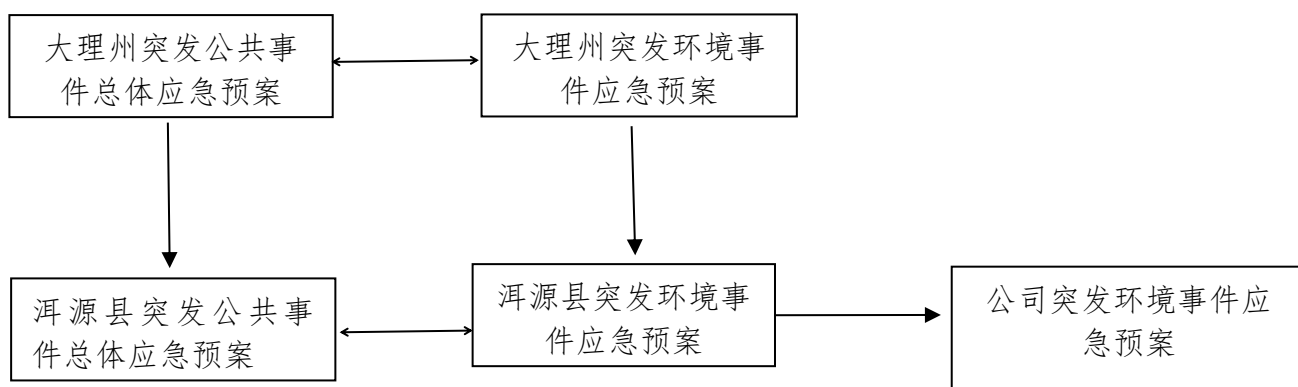 大理州突发公共事
件总体应急预案
大理州突发环境事
件应急预案
洱源县突发公共事
件总体应急预案
洱源县突发环境事
件应急预案
公司突发环境事件应
急预案